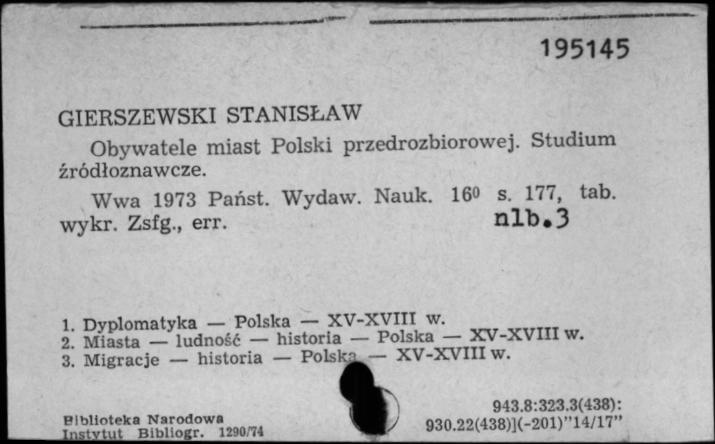 195145
GIERSZEWSKI STANISŁAW
Obywatele miast Polski przedrozbiorowej. Studium
źródłoznawcze.
Wwa 1973 Państ. Wydaw. Nauk. 16⁰ s. 177, tab.
wykr. Zsfg., err. nlb.3
1. Dyplomatyka — Polska — XV-XVIII w.
2. Miasta — ludność — historia — Polska — XV-XVIII w.
3. Migracje — historia — Polska — XV-XVIII w.
943.8:323.3(438):
930.22(438)](-201)"14/17"
Biblioteka Narodowa
Instytut Bibliogr. 1290/74